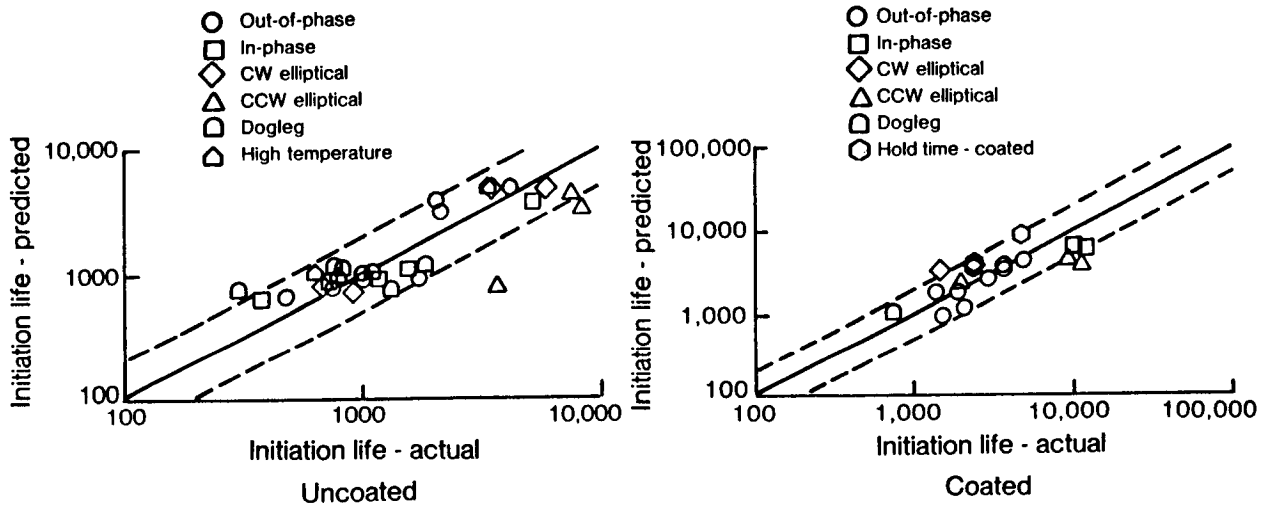 Out-of-phase
In-phase
CW elliptical
CCW elliptical
Dogleg
High temperature
10,000
1000
100
Initiation life - predicted
100
1000
10,000
Initiation life - actual
Uncoated
Out-of-phase
In-phase
CW elliptical
CCW elliptical
Dogleg
Hold time - coated
100,000
10,000
1,000
100
Initiation life - predicted
100
1,000
10,000
100,000
Initiation life - actual
Coated